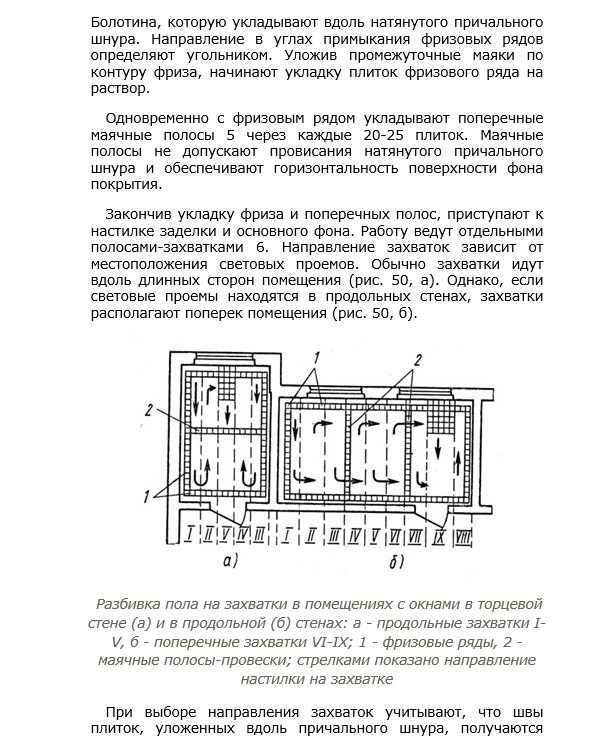 Болотина, которую укладывают вдоль натянутого причального
шнура. Направление в углах примыкания фризовых рядов
определяют угольником. Уложив промежуточные маяки по
контуру фриза, начинают укладку плиток фризового ряда на
раствор.
Одновременно с фризовым рядом укладывают поперечные
маячные полосы 5 через каждые 20-25 плиток. Маячные
полосы не допускают провисания натянутого причального
шнура и обеспечивают горизонтальность поверхности фона
покрытия.
Закончив укладку фриза и поперечных полос, приступают к
настилке заделки и основного фона. Работу ведут отдельными
полосами-захватками 6. Направление захваток зависит от
местоположения световых проемов. Обычно захватки идут
вдоль длинных сторон помещения (рис. 50, а). Однако, если
световые проемы находятся в продольных стенах, захватки
располагают поперек помещения (рис. 50, б).
1 2
2
1
I II V IV III I II III IV V VI VII IX VIII
а) б)
Разбивка пола на захватки в помещениях с окнами в торцевой
стене (а) и в продольной (б) стенах: а - продольные захватки I-
V, б - поперечные захватки VI-IX; 1 - фризовые ряды, 2 -
маячные полосы-провески; стрелками показано направление
настилки на захватке
При выборе направления захваток учитывают, что швы
плиток, уложенных вдоль причального шнура, получаются